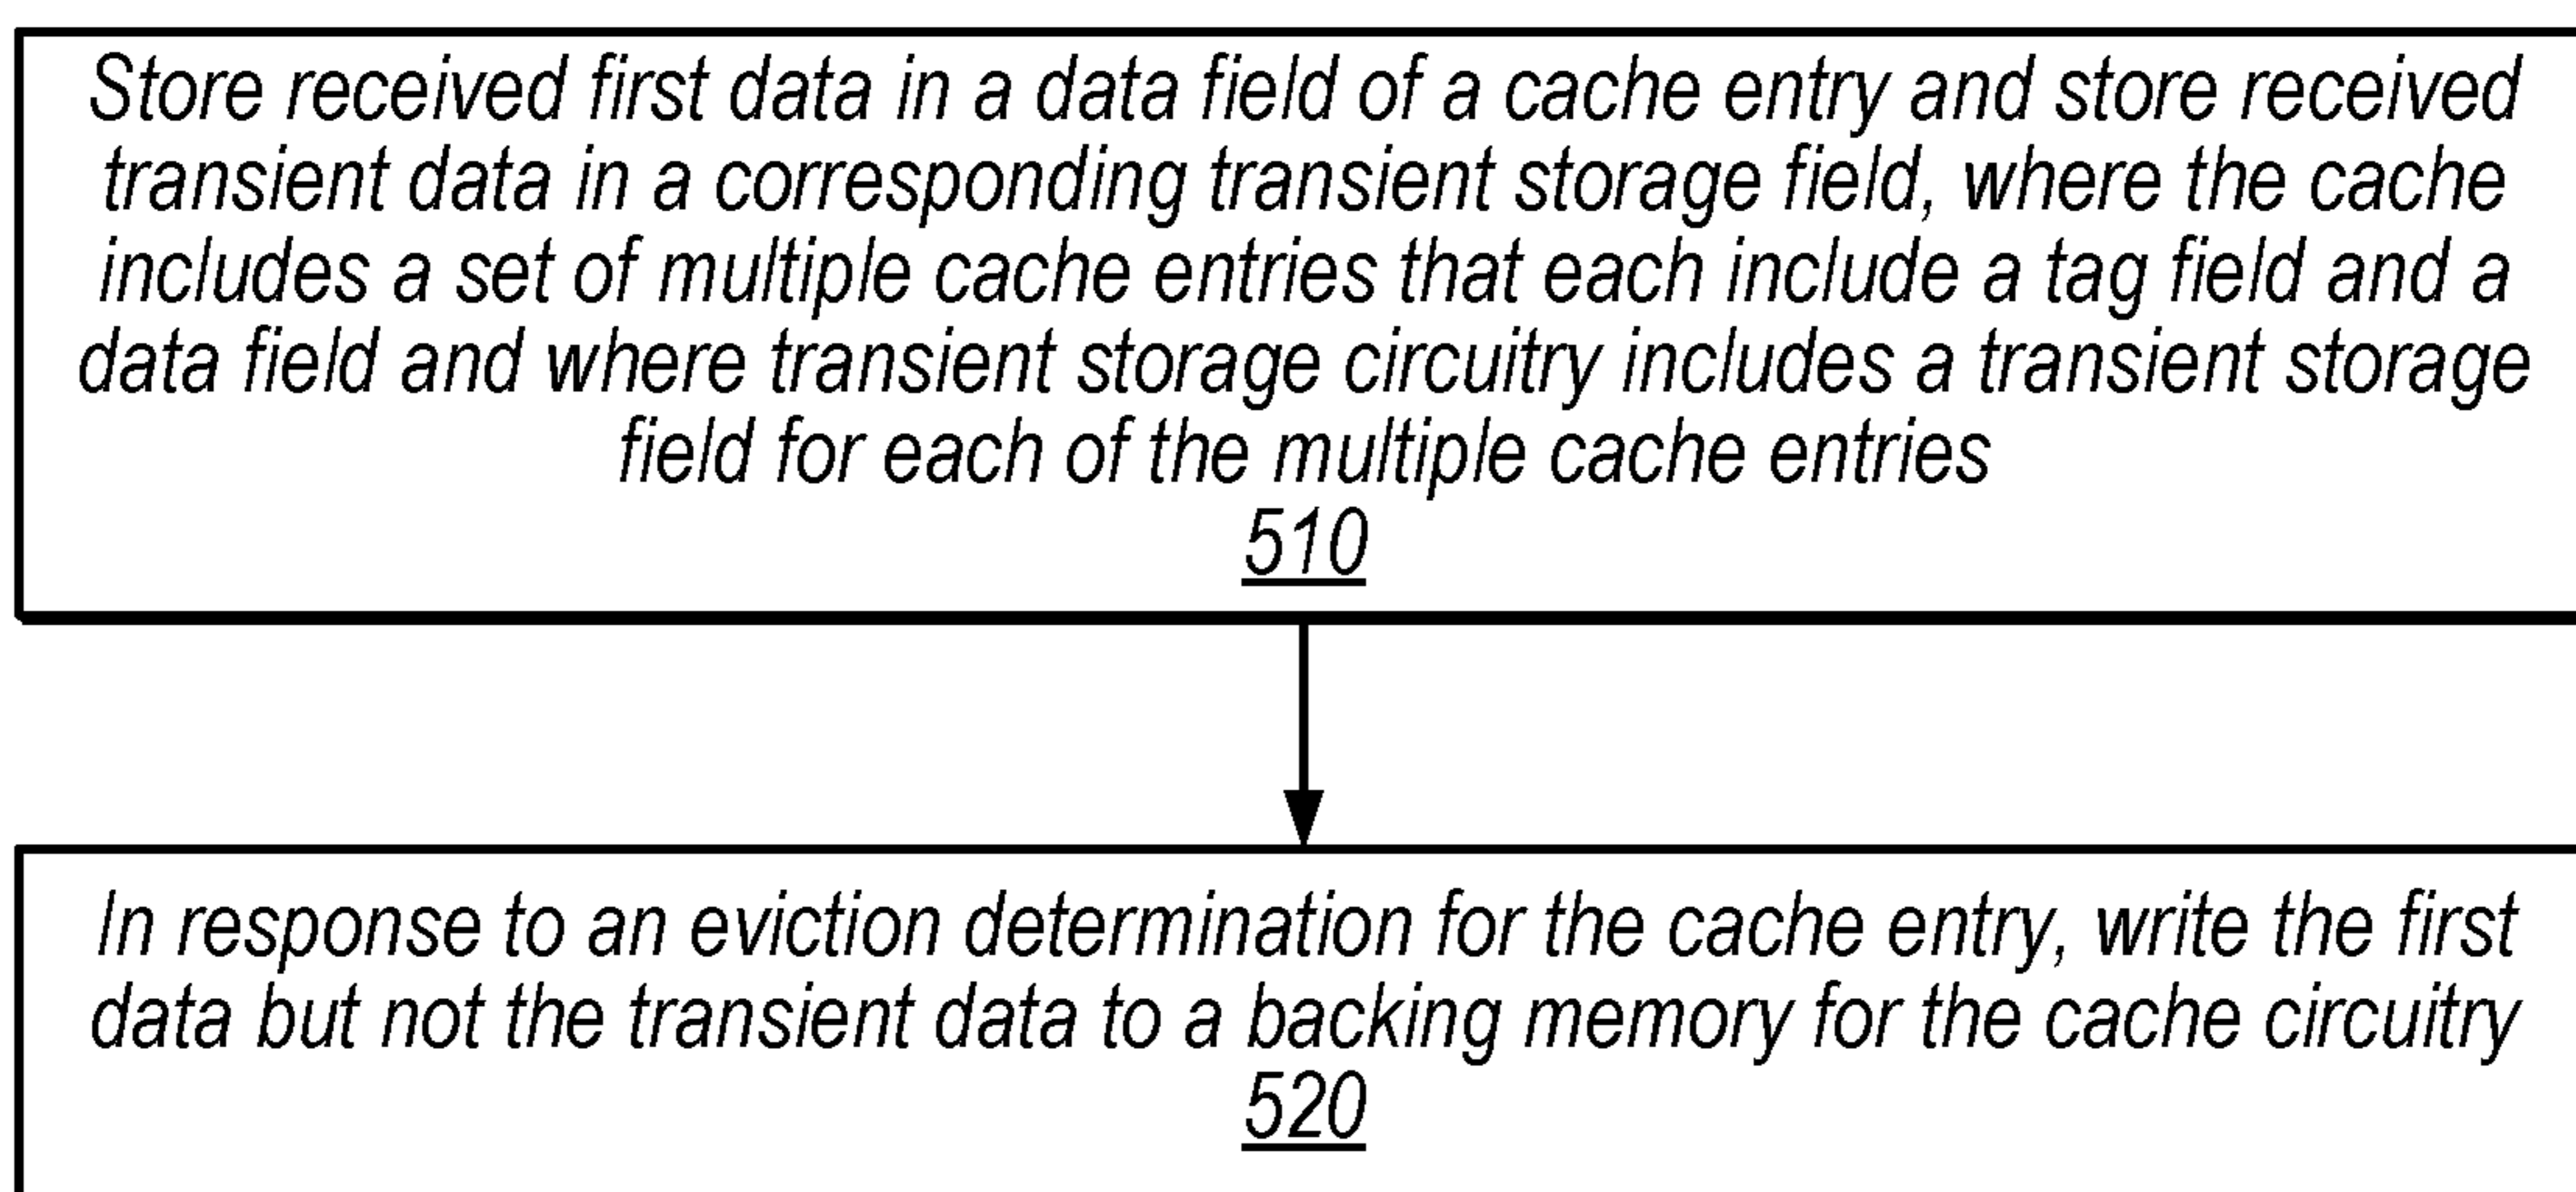 Store received first data in a data field of a cache entry and store received
transient data in a corresponding transient storage field, where the cache
includes a set of multiple cache entries that each include a tag field and a
data field and where transient storage circuitry includes a transient storage
field for each of the multiple cache entries
510
In response to an eviction determination for the cache entry, write the first
data but not the transient data to a backing memory for the cache circuitry
520